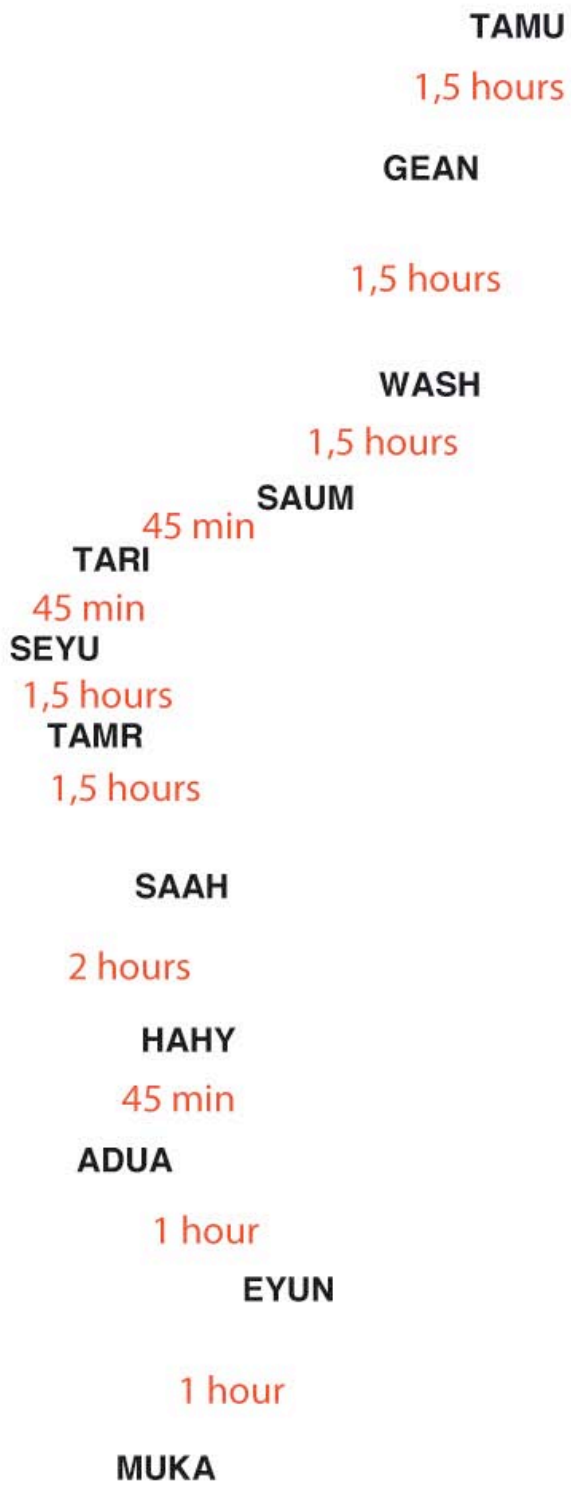 TAMU
1,5 hours
GEAN
1,5 hours
WASH
1,5 hours
SAUM
45 min
TARI
45 min
SEYU
1,5 hours
TAMR
1,5 hours
SAAH
2 hours
HAHY
45 min
ADUA
1 hour
EYUN
1 hour
MUKA